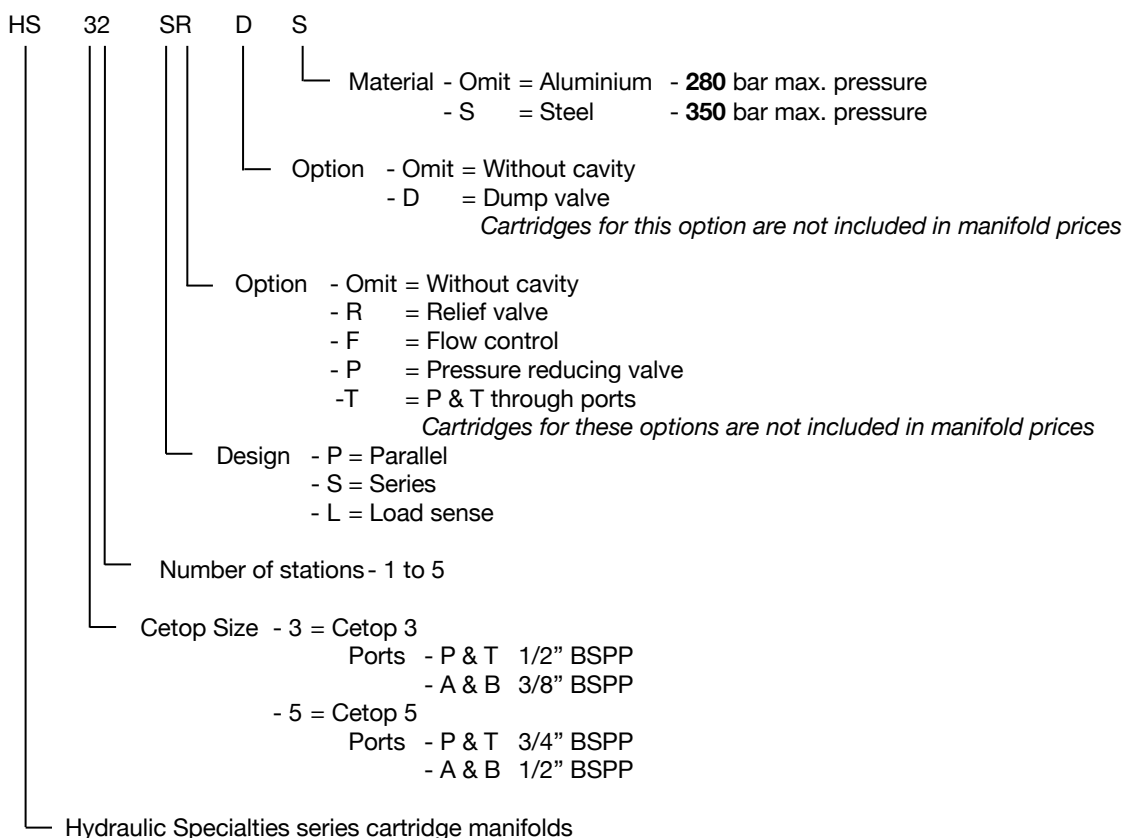 HS 32 SR D S
Material - Omit = Aluminium - 280 bar max. pressure
- S = Steel - 350 bar max. pressure
Option - Omit = Without cavity
- D = Dump valve
Cartridges for this option are not included in manifold prices
Option - Omit = Without cavity
- R = Relief valve
- F = Flow control
- P = Pressure reducing valve
-T = P & T through ports
Cartridges for these options are not included in manifold prices
Design - P = Parallel
- S = Series
- L = Load sense
Number of stations - 1 to 5
Cetop Size - 3 = Cetop 3
Ports - P & T 1/2” BSPP
- A & B 3/8” BSPP
- 5 = Cetop 5
Ports - P & T 3/4” BSPP
- A & B 1/2” BSPP
Hydraulic Specialties series cartridge manifolds